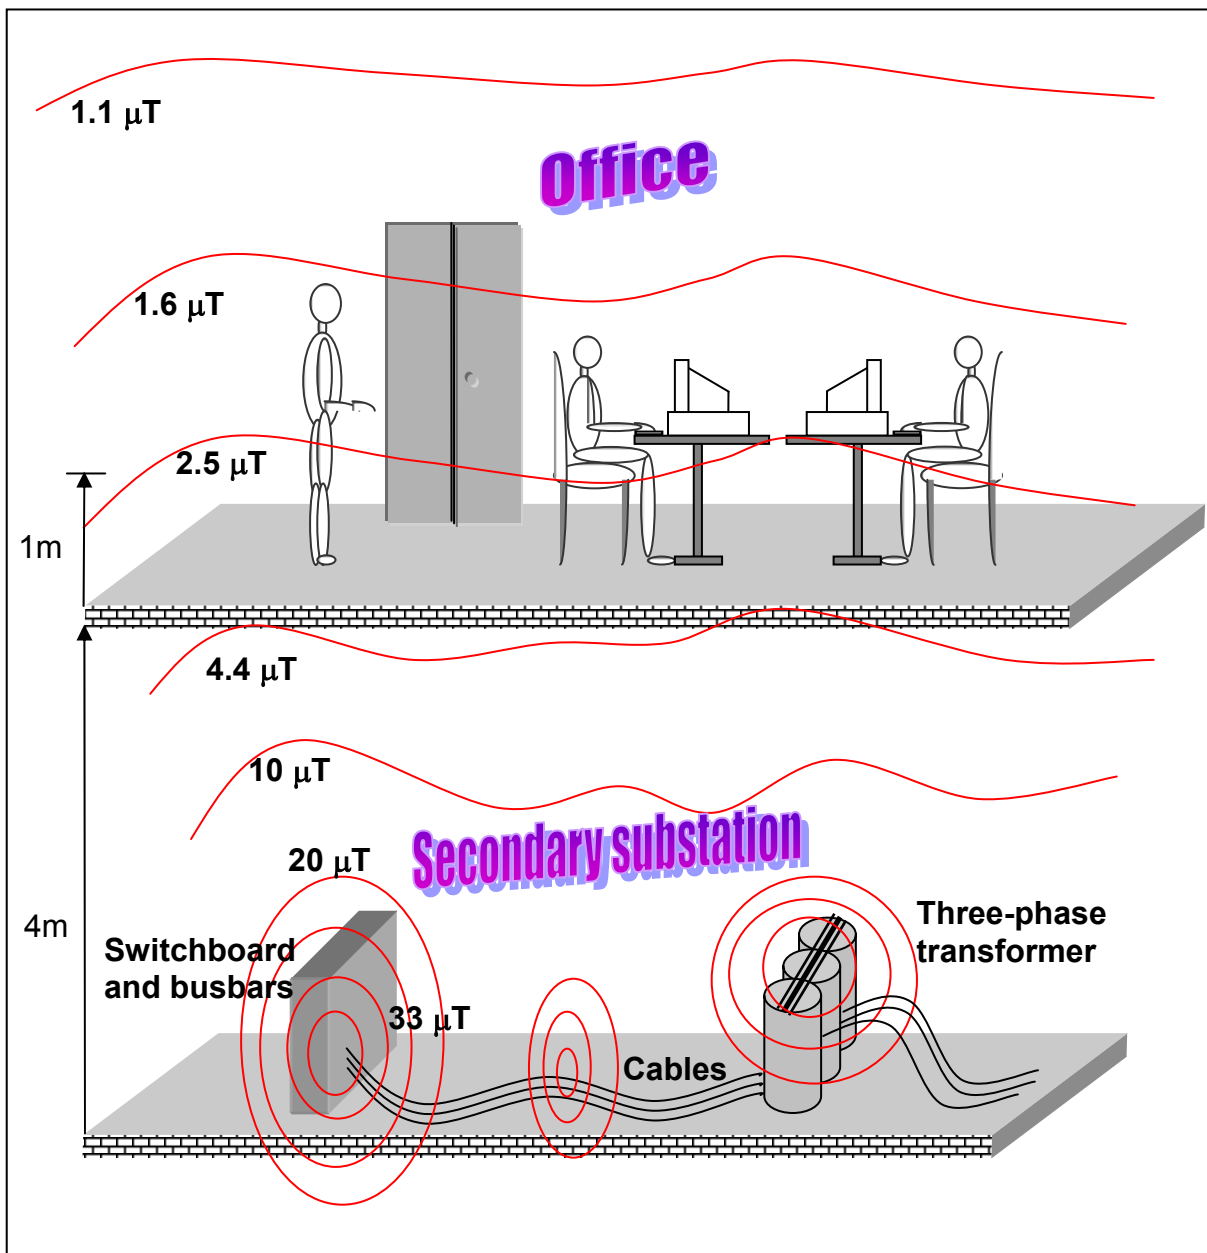 1.1 μT
Office
1.6 μT
2.5 μT
1m
4.4 μT
10 μT
Secondary substation
20 μT
4m
Switchboard
and busbars
Three-phase
transformer
33 μT
Cables